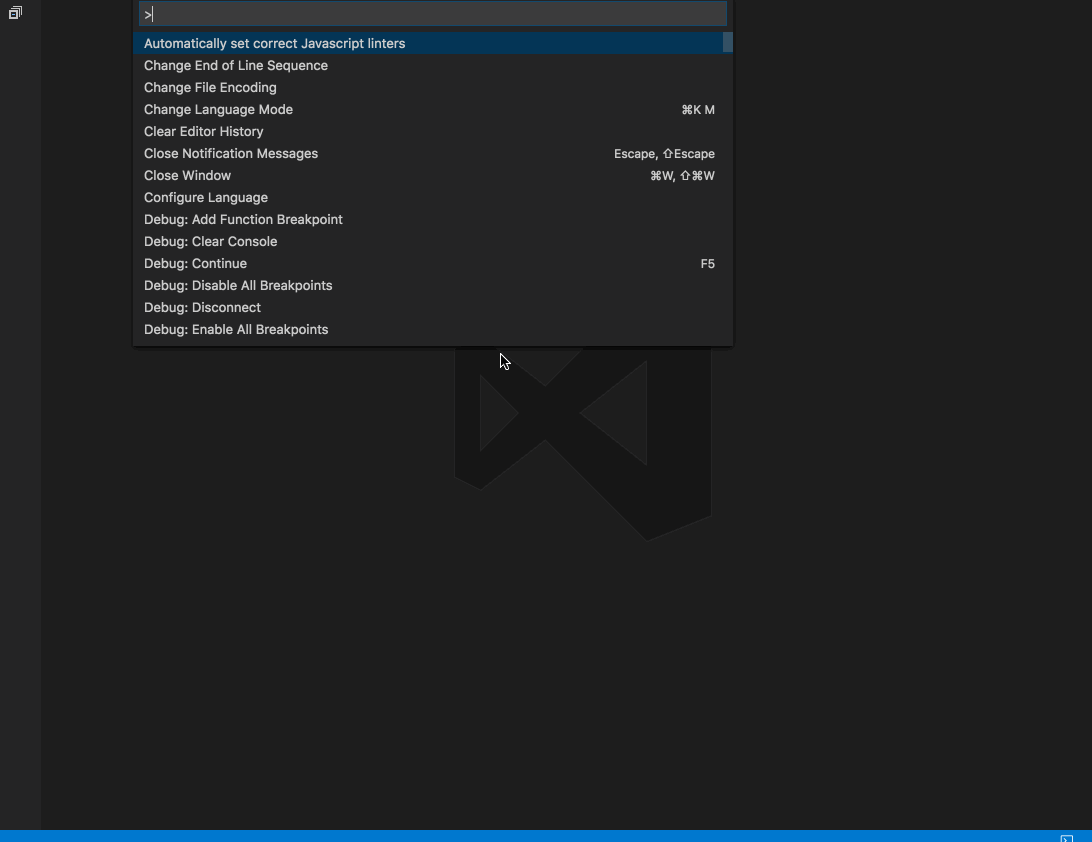 >
Automatically set correct Javascript linters
Change End of Line Sequence
Change File Encoding
Change Language Mode ⌘K M
Clear Editor History
Close Notification Messages Escape, ⇧Escape
Close Window ⌘W, ⇧⌘W
Configure Language
Debug: Add Function Breakpoint
Debug: Clear Console
Debug: Continue F5
Debug: Disable All Breakpoints
Debug: Disconnect
Debug: Enable All Breakpoints